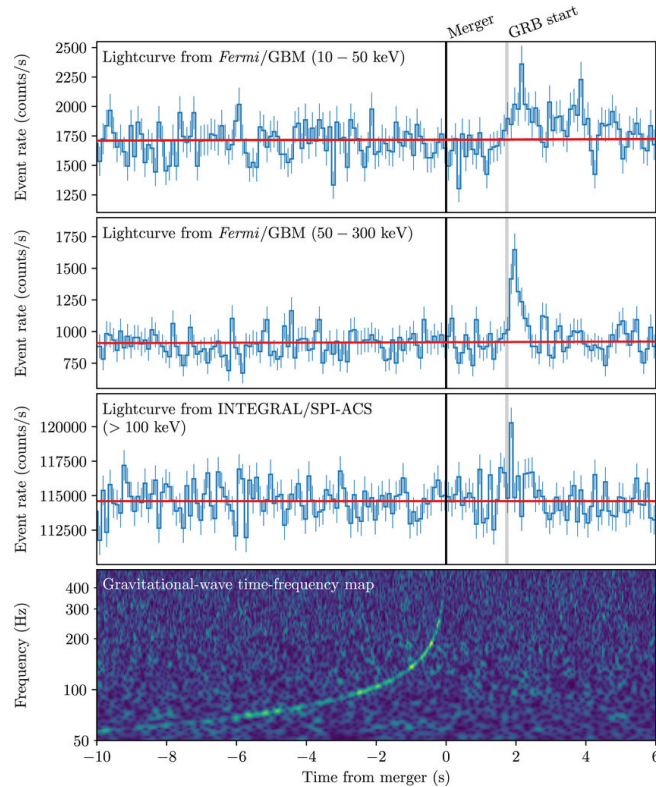 Merger
GRB start
Lightcurve from Fermi/GBM (10 – 50 keV)
Event rate (counts/s)
2500
2250
2000
1750
1500
1250
Lightcurve from Fermi/GBM (50 – 300 keV)
Event rate (counts/s)
1750
1500
1250
1000
750
Lightcurve from INTEGRAL/SPI-ACS
(> 100 keV)
Event rate (counts/s)
120000
117500
115000
112500
Gravitational-wave time-frequency map
Frequency (Hz)
400
300
200
100
50
−10
−8
−6
−4
−2
0
2
4
6
Time from merger (s)